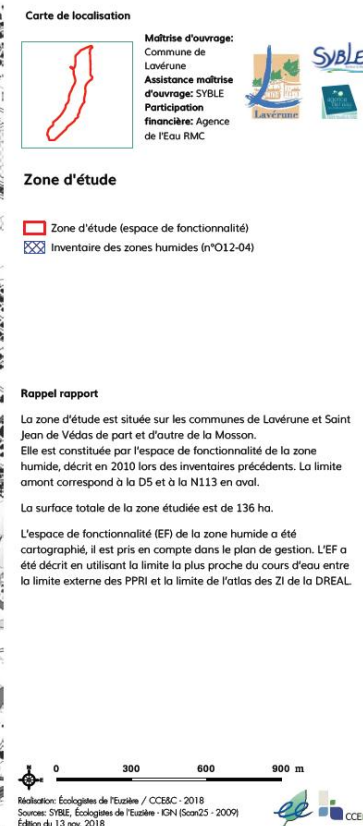 Carte de localisation
Maîtrise d'ouvrage:
Commune de
Lavérune
Assistance maîtrise
d'ouvrage: SYBLE
Participation
financière: Agence
de l'Eau RMC
Lavérune
SYBLE
Zone d'étude
Zone d'étude (espace de fonctionnalité)
Inventaire des zones humides (n°O12-04)
Rappel rapport
La zone d'étude est située sur les communes de Lavérune et Saint
Jean de Védas de part et d'autre de la Mosson.
Elle est constituée par l'espace de fonctionnalité de la zone
humide, décrit en 2010 lors des inventaires précédents. La limite
amont correspond à la D5 et à la N113 en aval.
La surface totale de la zone étudiée est de 136 ha.
L'espace de fonctionnalité (EF) de la zone humide a été
cartographié, il est pris en compte dans le plan de gestion. L'EF a
été décrit en utilisant la limite la plus proche du cours d'eau entre
la limite externe des PPRI et la limite de l'atlas des ZI de la DREAL.
0 300 600 900 m
Réalisation: Écologistes de l'Euzière / CCE&C - 2018
Sources: SYBLE, Écologistes de l'Euzière - IGN (Scan25 - 2009)
Édition du 13 nov. 2018
ee